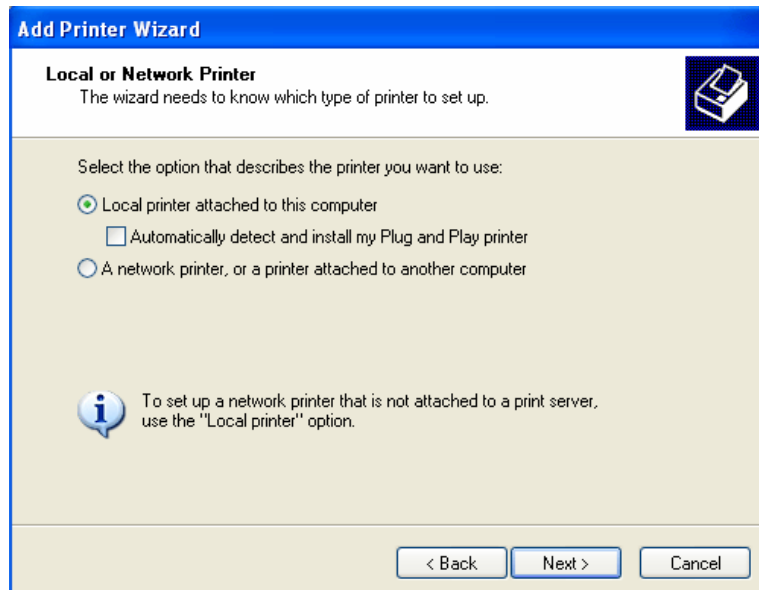 Add Printer Wizard
Local or Network Printer
The wizard needs to know which type of printer to set up.
Select the option that describes the printer you want to use:
Local printer attached to this computer
Automatically detect and install my Plug and Play printer
A network printer, or a printer attached to another computer
To set up a network printer that is not attached to a print server,
use the "Local printer" option.
< Back Next > Cancel